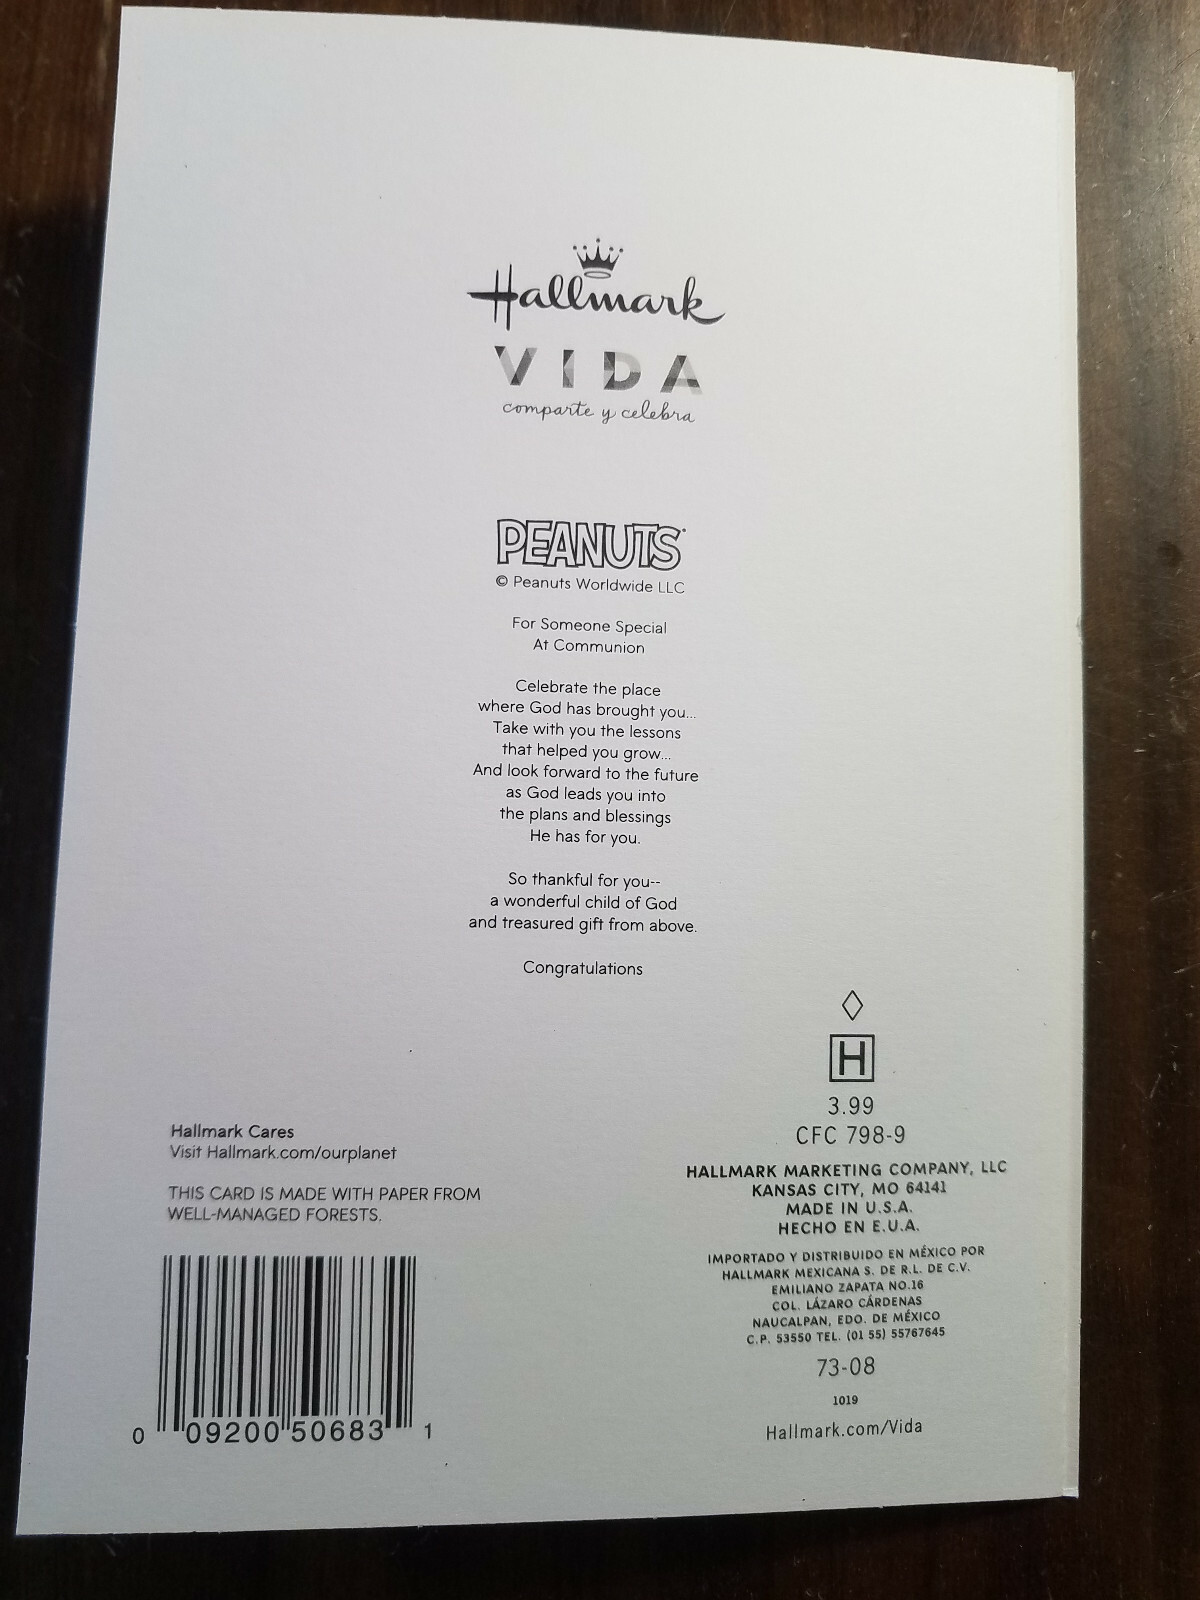 Hallmark
VIDA
comparte y celebra
PEANUTS
© Peanuts Worldwide LLC
For Someone Special
At Communion
Celebrate the place
where God has brought you...
Take with you the lessons
that helped you grow...
And look forward to the future
as God leads you into
the plans and blessings
He has for you.
So thankful for you--
a wonderful child of God
and treasured gift from above.
Congratulations
H
3.99
CFC 798-9
HALLMARK MARKETING COMPANY, LLC
KANSAS CITY, MO 64141
MADE IN U.S.A.
HECHO EN E.U.A.
IMPORTADO Y DISTRIBUIDO EN MÉXICO POR
HALLMARK MEXICANA S. DE R.L. DE C.V.
EMILIANO ZAPATA NO.16
COL. LÁZARO CÁRDENAS
NAUCALPAN, EDO. DE MÉXICO
C.P. 53550 TEL. (01 55) 55767645
73-08
1019
Hallmark.com/Vida
Hallmark Cares
Visit Hallmark.com/ourplanet
THIS CARD IS MADE WITH PAPER FROM
WELL-MANAGED FORESTS.
0 09200 50683 1